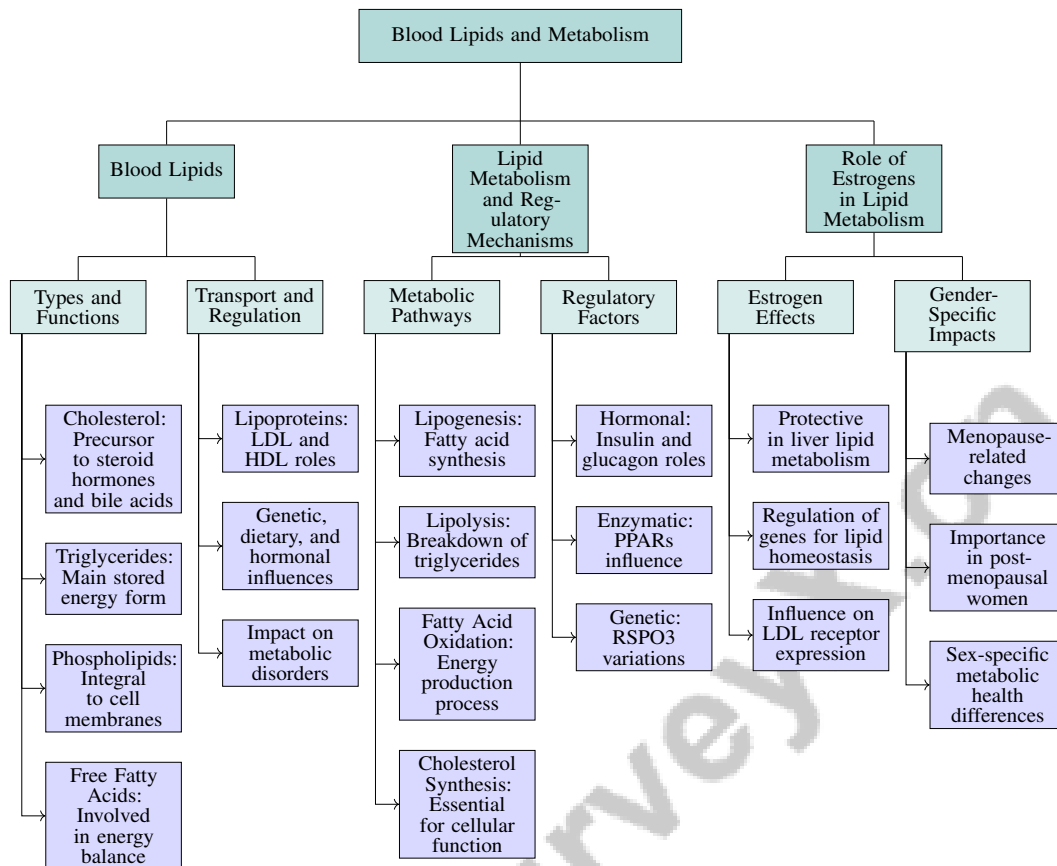 Blood Lipids and Metabolism
Blood Lipids
Lipid
Metabolism
and Reg-
ulatory
Mechanisms
Role of
Estrogens
in Lipid
Metabolism
Types and
Functions
Transport and
Regulation
Metabolic
Pathways
Regulatory
Factors
Estrogen
Effects
Gender-
Specific
Impacts
Cholesterol:
Precursor
to steroid
hormones
and bile acids
Triglycerides:
Main stored
energy form
Phospholipids:
Integral
to cell
membranes
Free Fatty
Acids:
Involved
in energy
balance
Lipoproteins:
LDL and
HDL roles
Genetic,
dietary, and
hormonal
influences
Impact on
metabolic
disorders
Lipogenesis:
Fatty acid
synthesis
Lipolysis:
Breakdown of
triglycerides
Fatty Acid
Oxidation:
Energy
production
process
Cholesterol
Synthesis:
Essential
for cellular
function
Hormonal:
Insulin and
glucagon roles
Enzymatic:
PPARs
influence
Genetic:
RSPO3
variations
Protective
in liver lipid
metabolism
Regulation of
genes for lipid
homeostasis
Influence on
LDL receptor
expression
Menopause-
related
changes
Importance
in post-
menopausal
women
Sex-specific
metabolic
health
differences